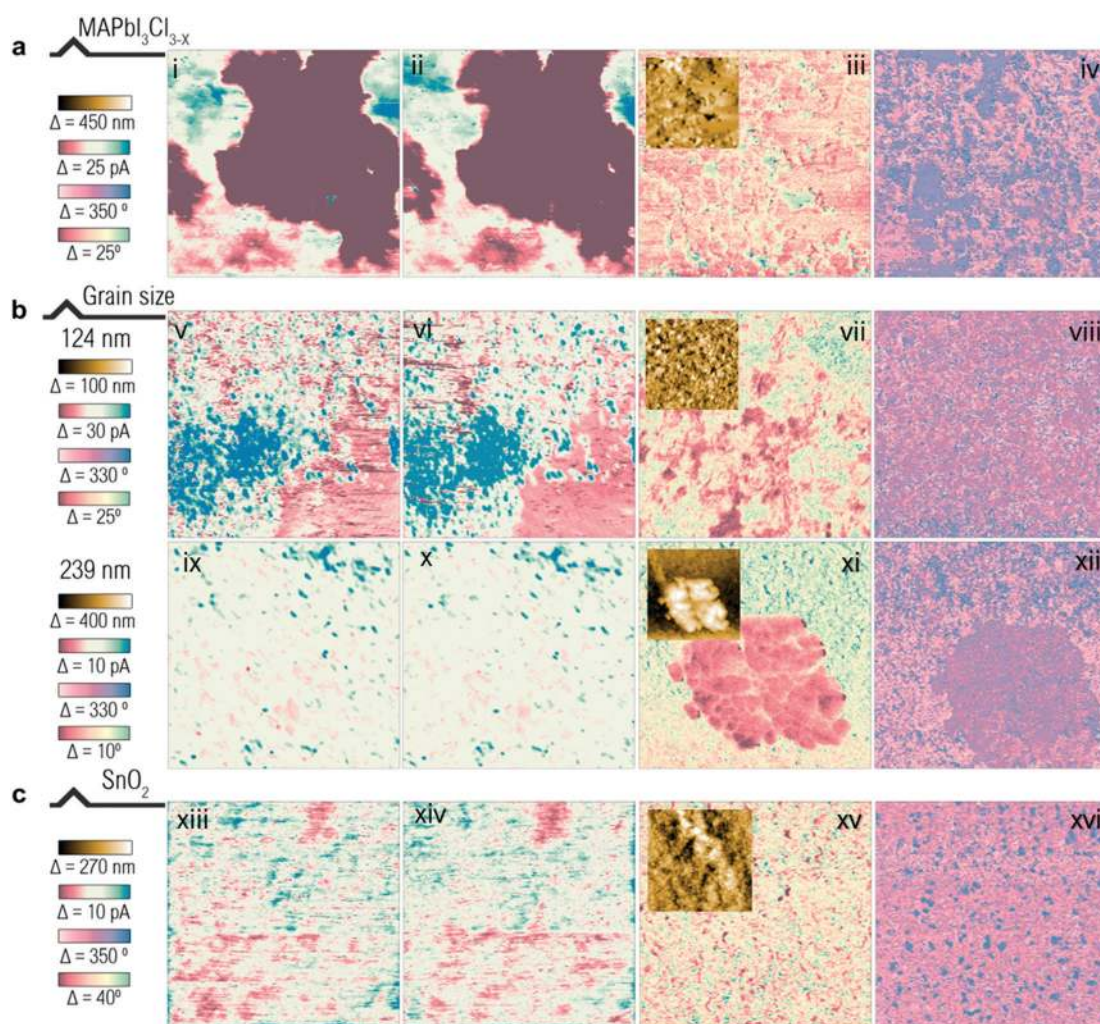 a MAPbI₃Cl₃₋ₓ
Δ = 450 nm
Δ = 25 pA
Δ = 350 º
Δ = 25º
i ii iii iv
b Grain size
124 nm
Δ = 100 nm
Δ = 30 pA
Δ = 330 º
Δ = 25º
v vi vii viii
239 nm
Δ = 400 nm
Δ = 10 pA
Δ = 330 º
Δ = 10º
ix x xi xii
c SnO₂
Δ = 270 nm
Δ = 10 pA
Δ = 350 º
Δ = 40º
xiii xiv xv xvi